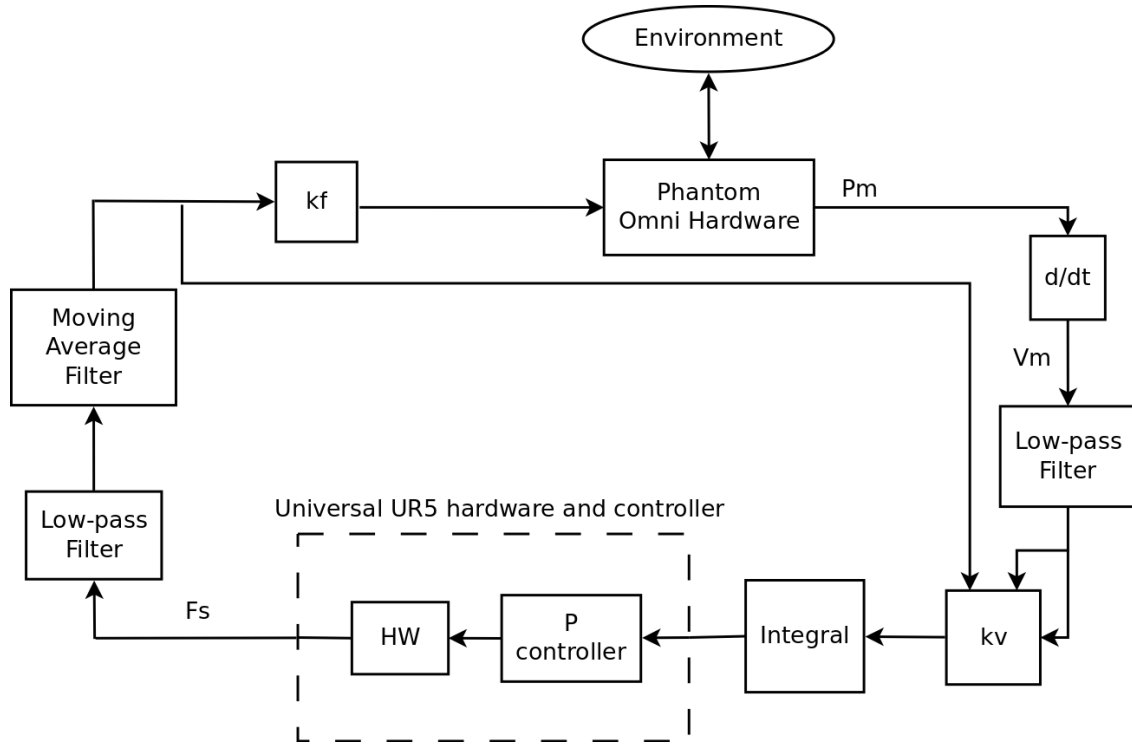 Environment
kf
Phantom
Omni Hardware
Pm
d/dt
Moving
Average
Filter
Vm
Low-pass
Filter
Low-pass
Filter
Universal UR5 hardware and controller
Fs
HW
P
controller
Integral
kv